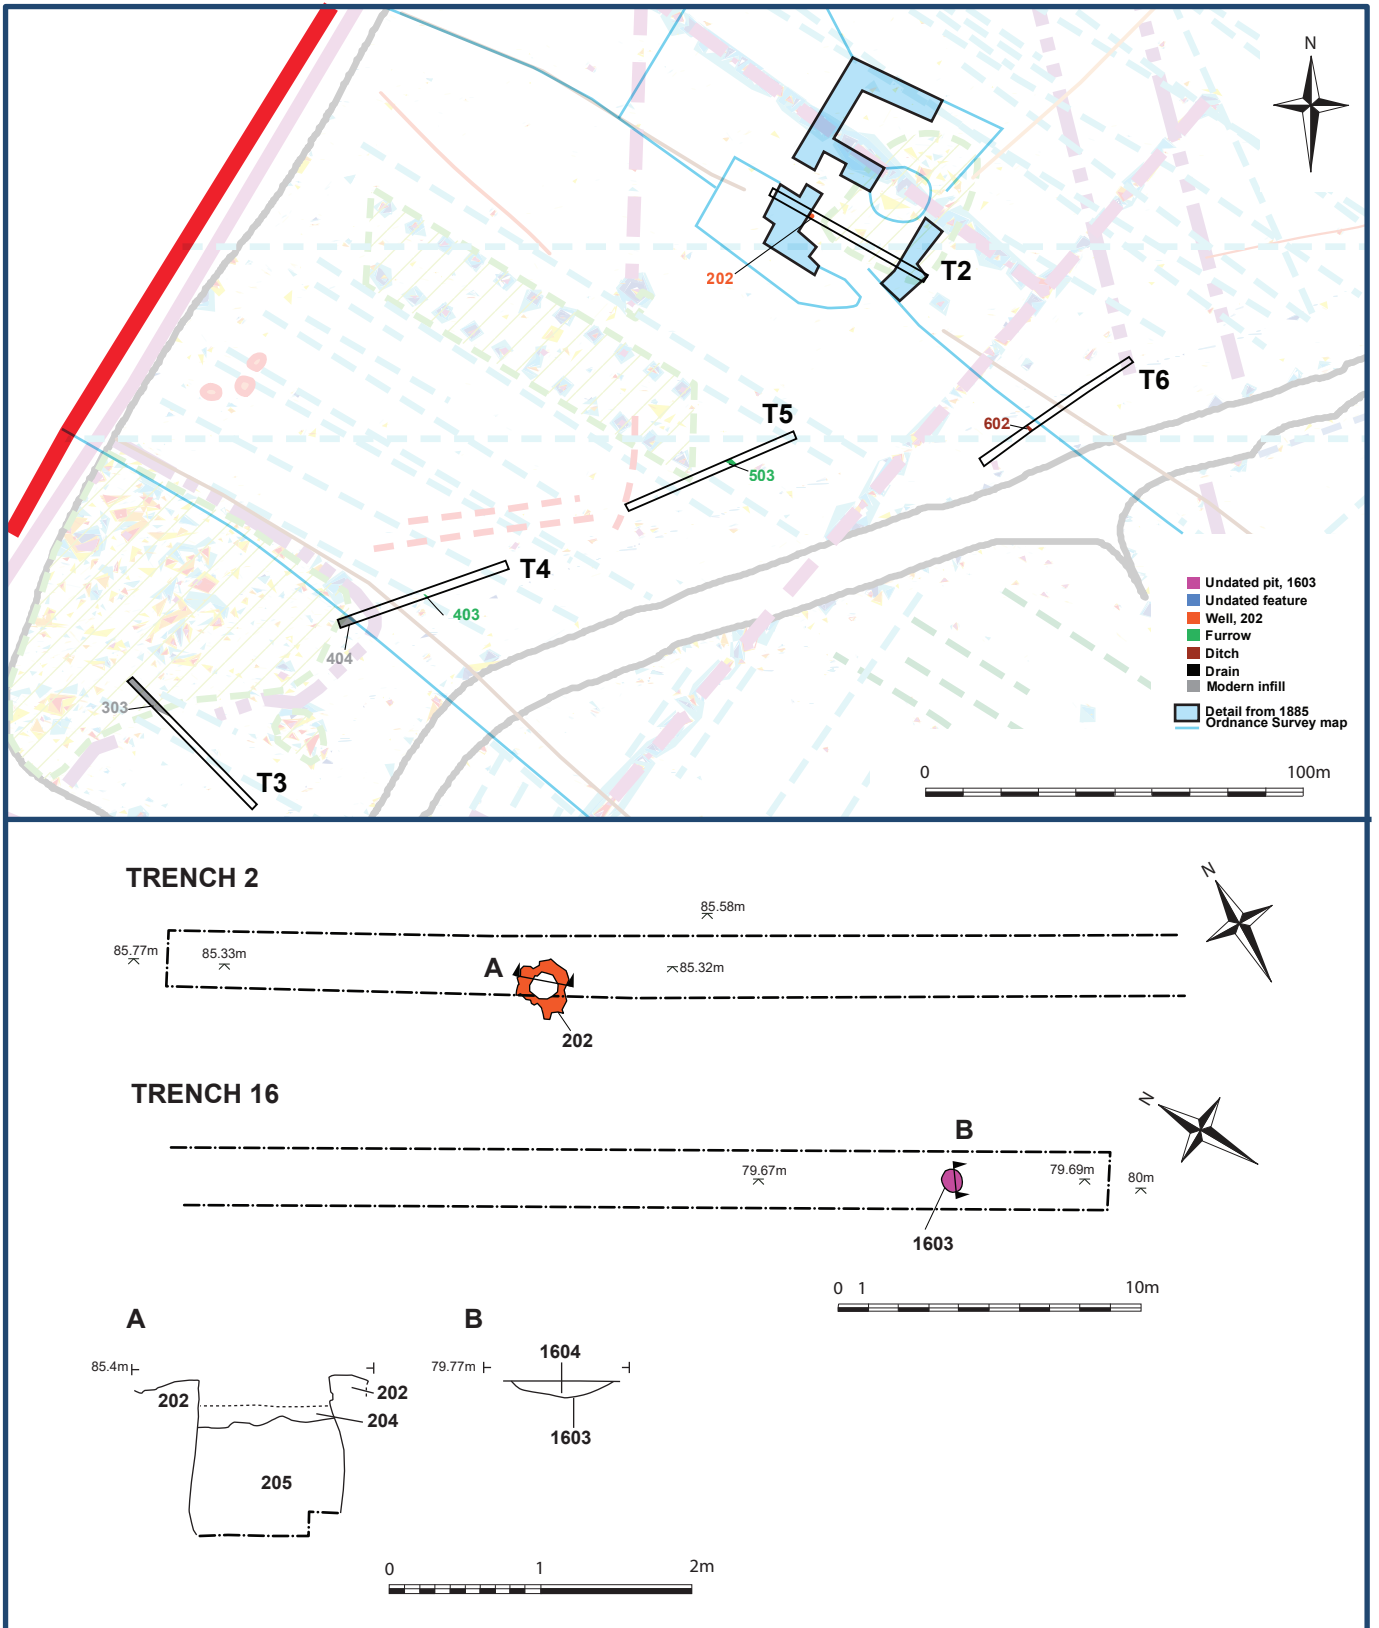 N
202
T2
T6
602
T5
503
T4
403
404
303
T3
Undated pit, 1603
Undated feature
Well, 202
Furrow
Ditch
Drain
Modern infill
Detail from 1885
Ordnance Survey map
0 100m
TRENCH 2
N
85.58m
85.77m
85.33m
A
85.32m
202
TRENCH 16
N
B
79.67m
79.69m
80m
1603
0 1 10m
A
B
85.4m
79.77m
1604
202
202
204
1603
205
0 1 2m